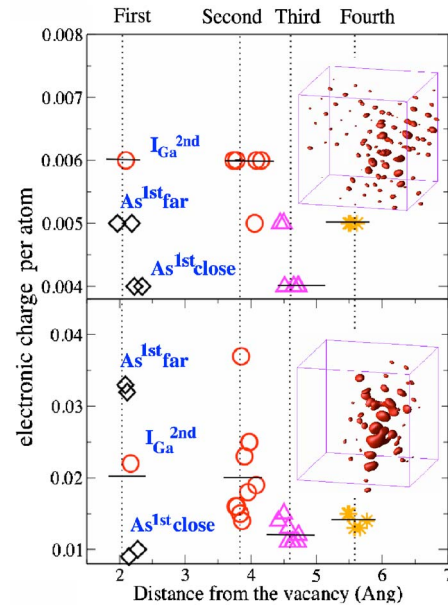 First Second Third Fourth
0.008
0.007
0.006
0.005
0.004
I_Ga^2nd
As^1st far
As^1st close
electronic charge per atom
0.04
0.03
0.02
0.01
As^1st far
I_Ga^2nd
As^1st close
2 3 4 5 6 7
Distance from the vacancy (Ang)